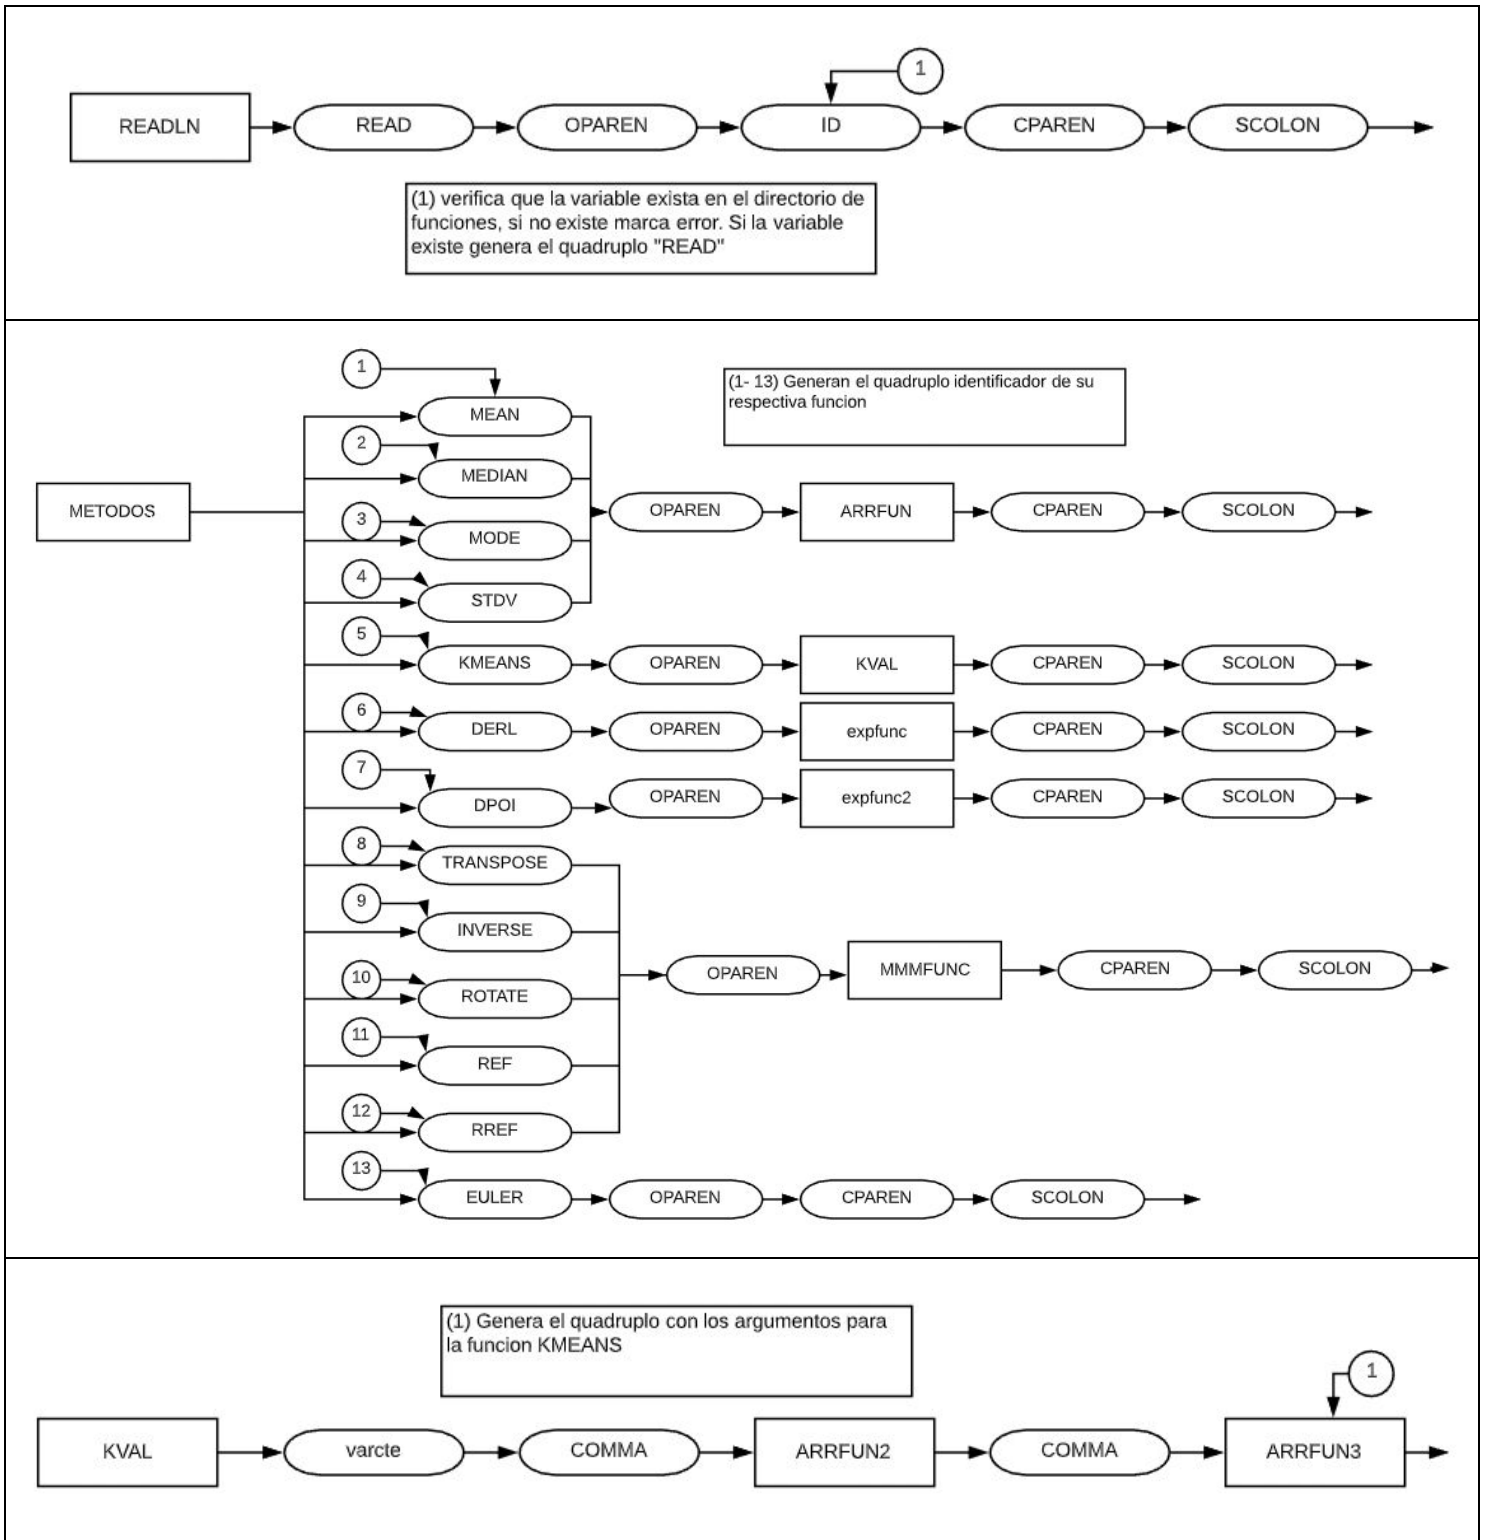 1
READLN
READ
OPAREN
ID
CPAREN
SCOLON
(1) verifica que la variable exista en el directorio de
funciones, si no existe marca error. Si la variable
existe genera el quadruplo "READ"
1
(1- 13) Generan el quadruplo identificador de su
respectiva funcion
MEAN
2
MEDIAN
METODOS
3
MODE
OPAREN
ARRFUN
CPAREN
SCOLON
4
STDV
5
KMEANS
OPAREN
KVAL
CPAREN
SCOLON
6
DERL
OPAREN
expfunc
CPAREN
SCOLON
7
DPOI
OPAREN
expfunc2
CPAREN
SCOLON
8
TRANSPOSE
9
INVERSE
10
ROTATE
OPAREN
MMMFUNC
CPAREN
SCOLON
11
REF
12
RREF
13
EULER
OPAREN
CPAREN
SCOLON
(1) Genera el quadruplo con los argumentos para
la funcion KMEANS
1
KVAL
varcte
COMMA
ARRFUN2
COMMA
ARRFUN3